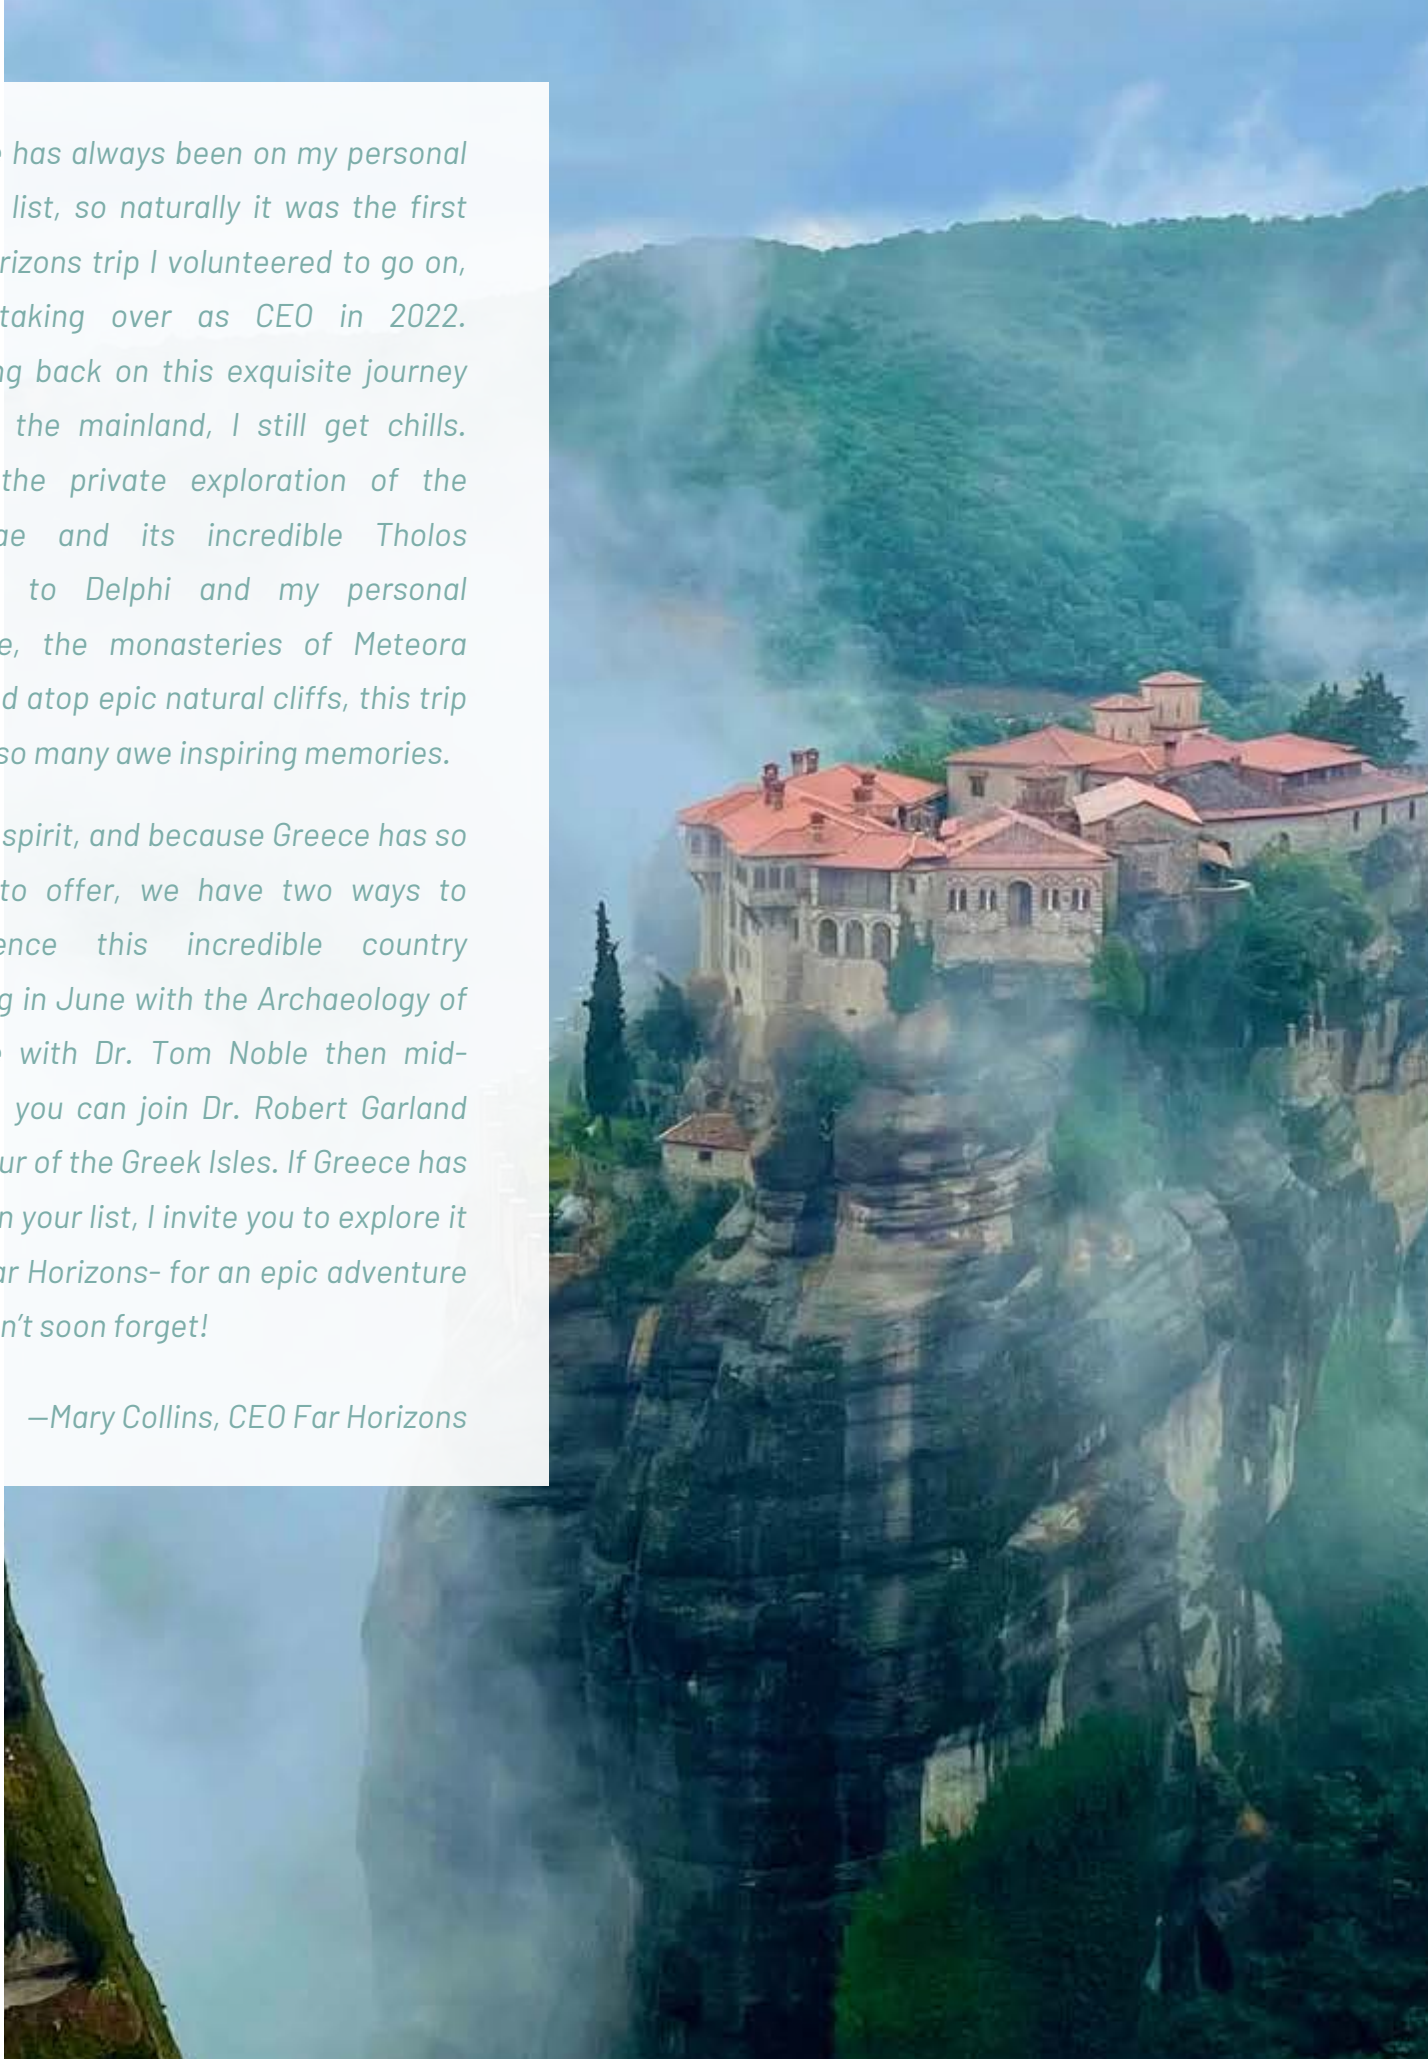 has always been on my personal
list, so naturally it was the first
rizons trip I volunteered to go on,
taking over as CEO in 2022.
ng back on this exquisite journey
the mainland, I still get chills.
the private exploration of the
ae and its incredible Tholos
to Delphi and my personal
e, the monasteries of Meteora
d atop epic natural cliffs, this trip
so many awe inspiring memories.
spirit, and because Greece has so
to offer, we have two ways to
ence this incredible country
g in June with the Archaeology of
with Dr. Tom Noble then mid-
you can join Dr. Robert Garland
ur of the Greek Isles. If Greece has
n your list, I invite you to explore it
ar Horizons- for an epic adventure
n't soon forget!
—Mary Collins, CEO Far Horizons